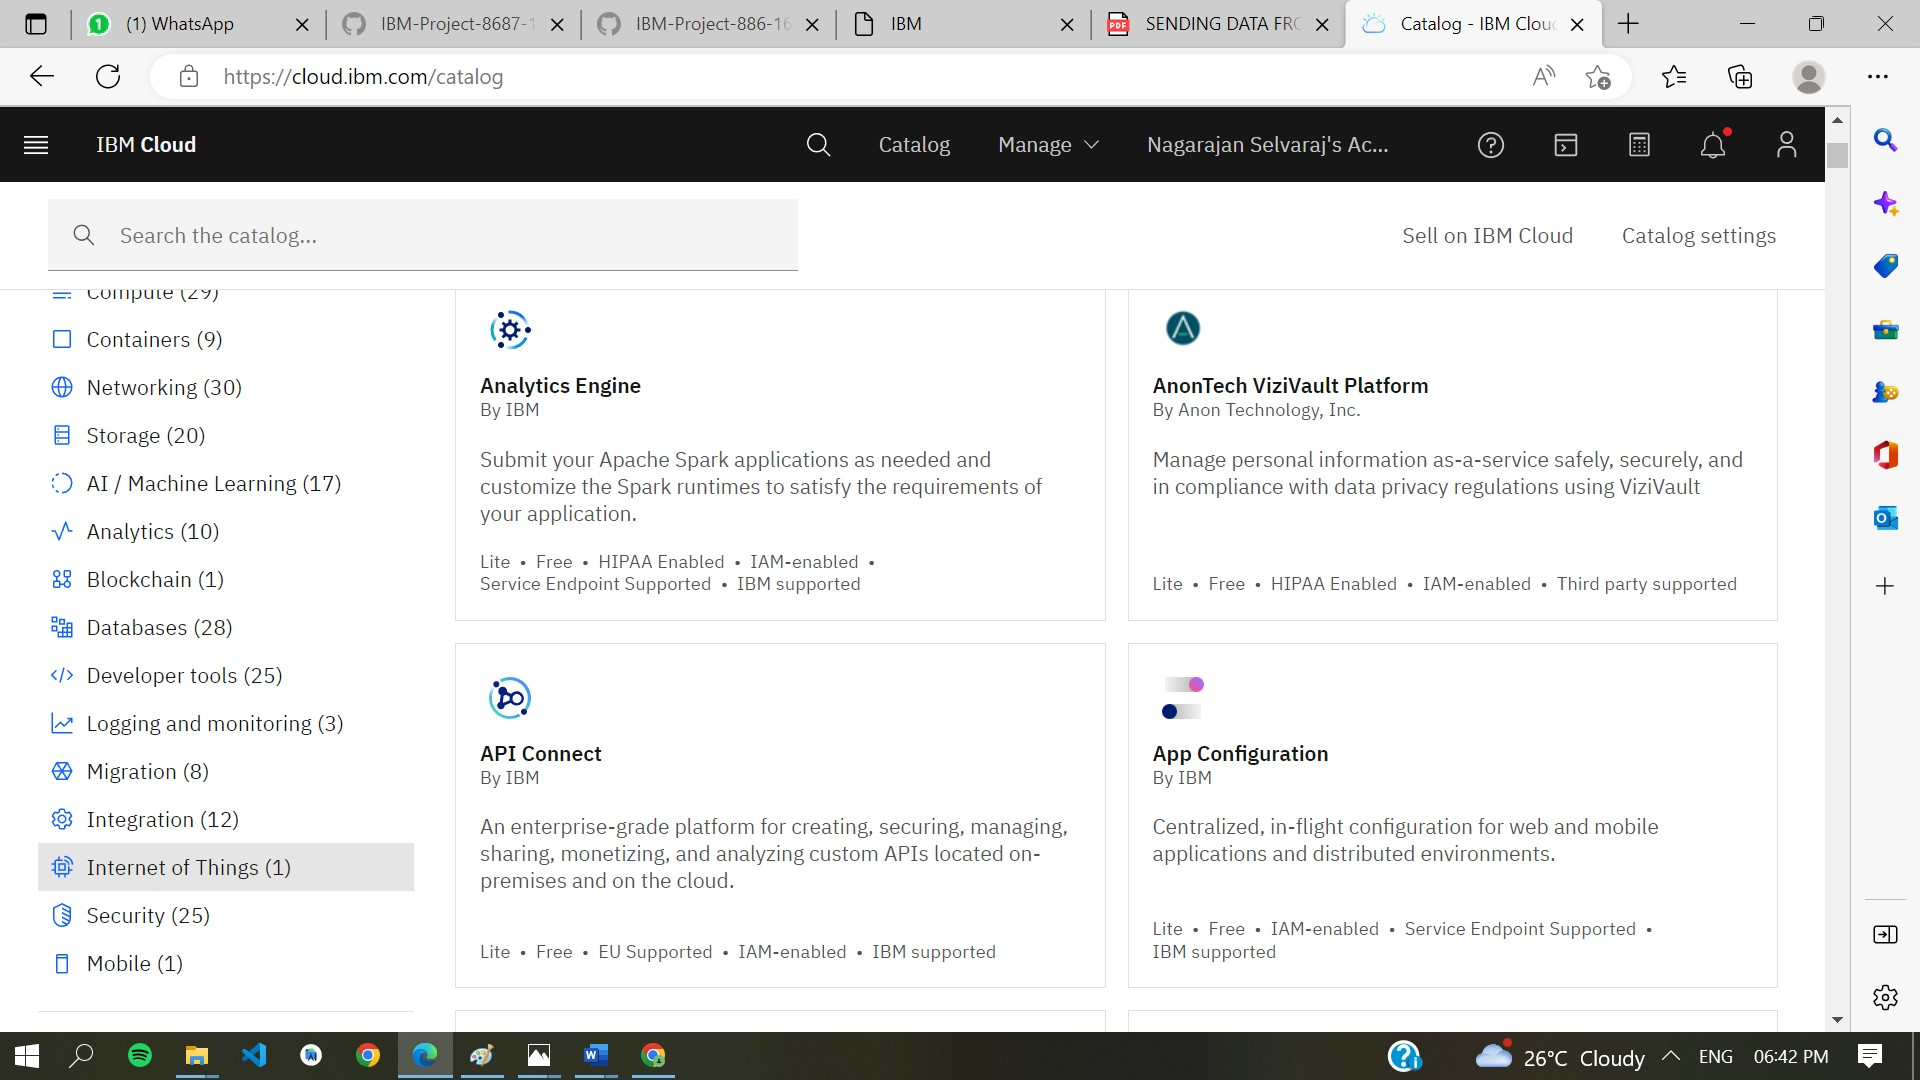 (1) WhatsApp
IBM-Project-8687-1
IBM-Project-886-16
IBM
SENDING DATA FRO
Catalog - IBM Cloud
https://cloud.ibm.com/catalog
IBM Cloud
Catalog
Manage
Nagarajan Selvaraj's Ac...
Search the catalog...
Sell on IBM Cloud
Catalog settings
Compute (29)
Containers (9)
Networking (30)
Storage (20)
AI / Machine Learning (17)
Analytics (10)
Blockchain (1)
Databases (28)
Developer tools (25)
Logging and monitoring (3)
Migration (8)
Integration (12)
Internet of Things (1)
Security (25)
Mobile (1)
Analytics Engine
By IBM
Submit your Apache Spark applications as needed and
customize the Spark runtimes to satisfy the requirements of
your application.
Lite • Free • HIPAA Enabled • IAM-enabled •
Service Endpoint Supported • IBM supported
AnonTech ViziVault Platform
By Anon Technology, Inc.
Manage personal information as-a-service safely, securely, and
in compliance with data privacy regulations using ViziVault
Lite • Free • HIPAA Enabled • IAM-enabled • Third party supported
API Connect
By IBM
An enterprise-grade platform for creating, securing, managing,
sharing, monetizing, and analyzing custom APIs located on-
premises and on the cloud.
Lite • Free • EU Supported • IAM-enabled • IBM supported
App Configuration
By IBM
Centralized, in-flight configuration for web and mobile
applications and distributed environments.
Lite • Free • IAM-enabled • Service Endpoint Supported •
IBM supported
26°C Cloudy
ENG
06:42 PM